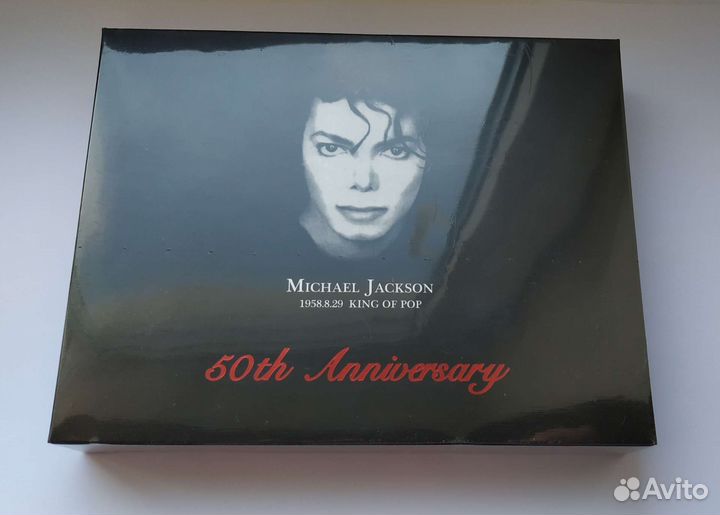 MICHAEL JACKSON
1958.8.29 KING OF POP
50th Anniversary
Avito